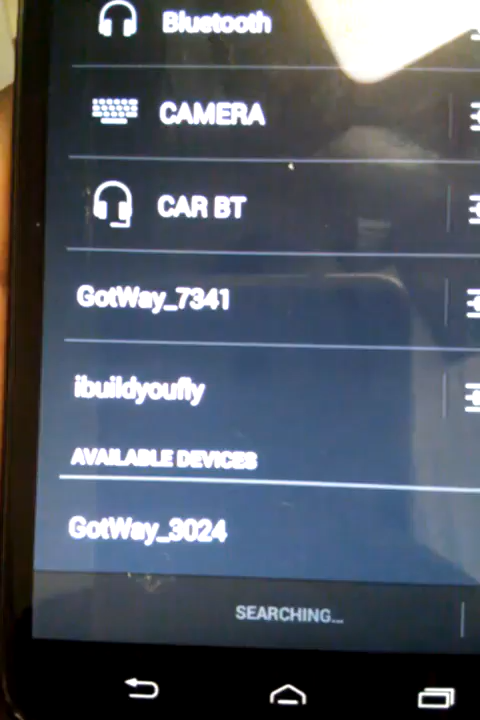 Bluetooth
CAMERA
CAR BT
GotWay_7341
ibuildyoufly
AVAILABLE DEVICES
GotWay_3024
SEARCHING...